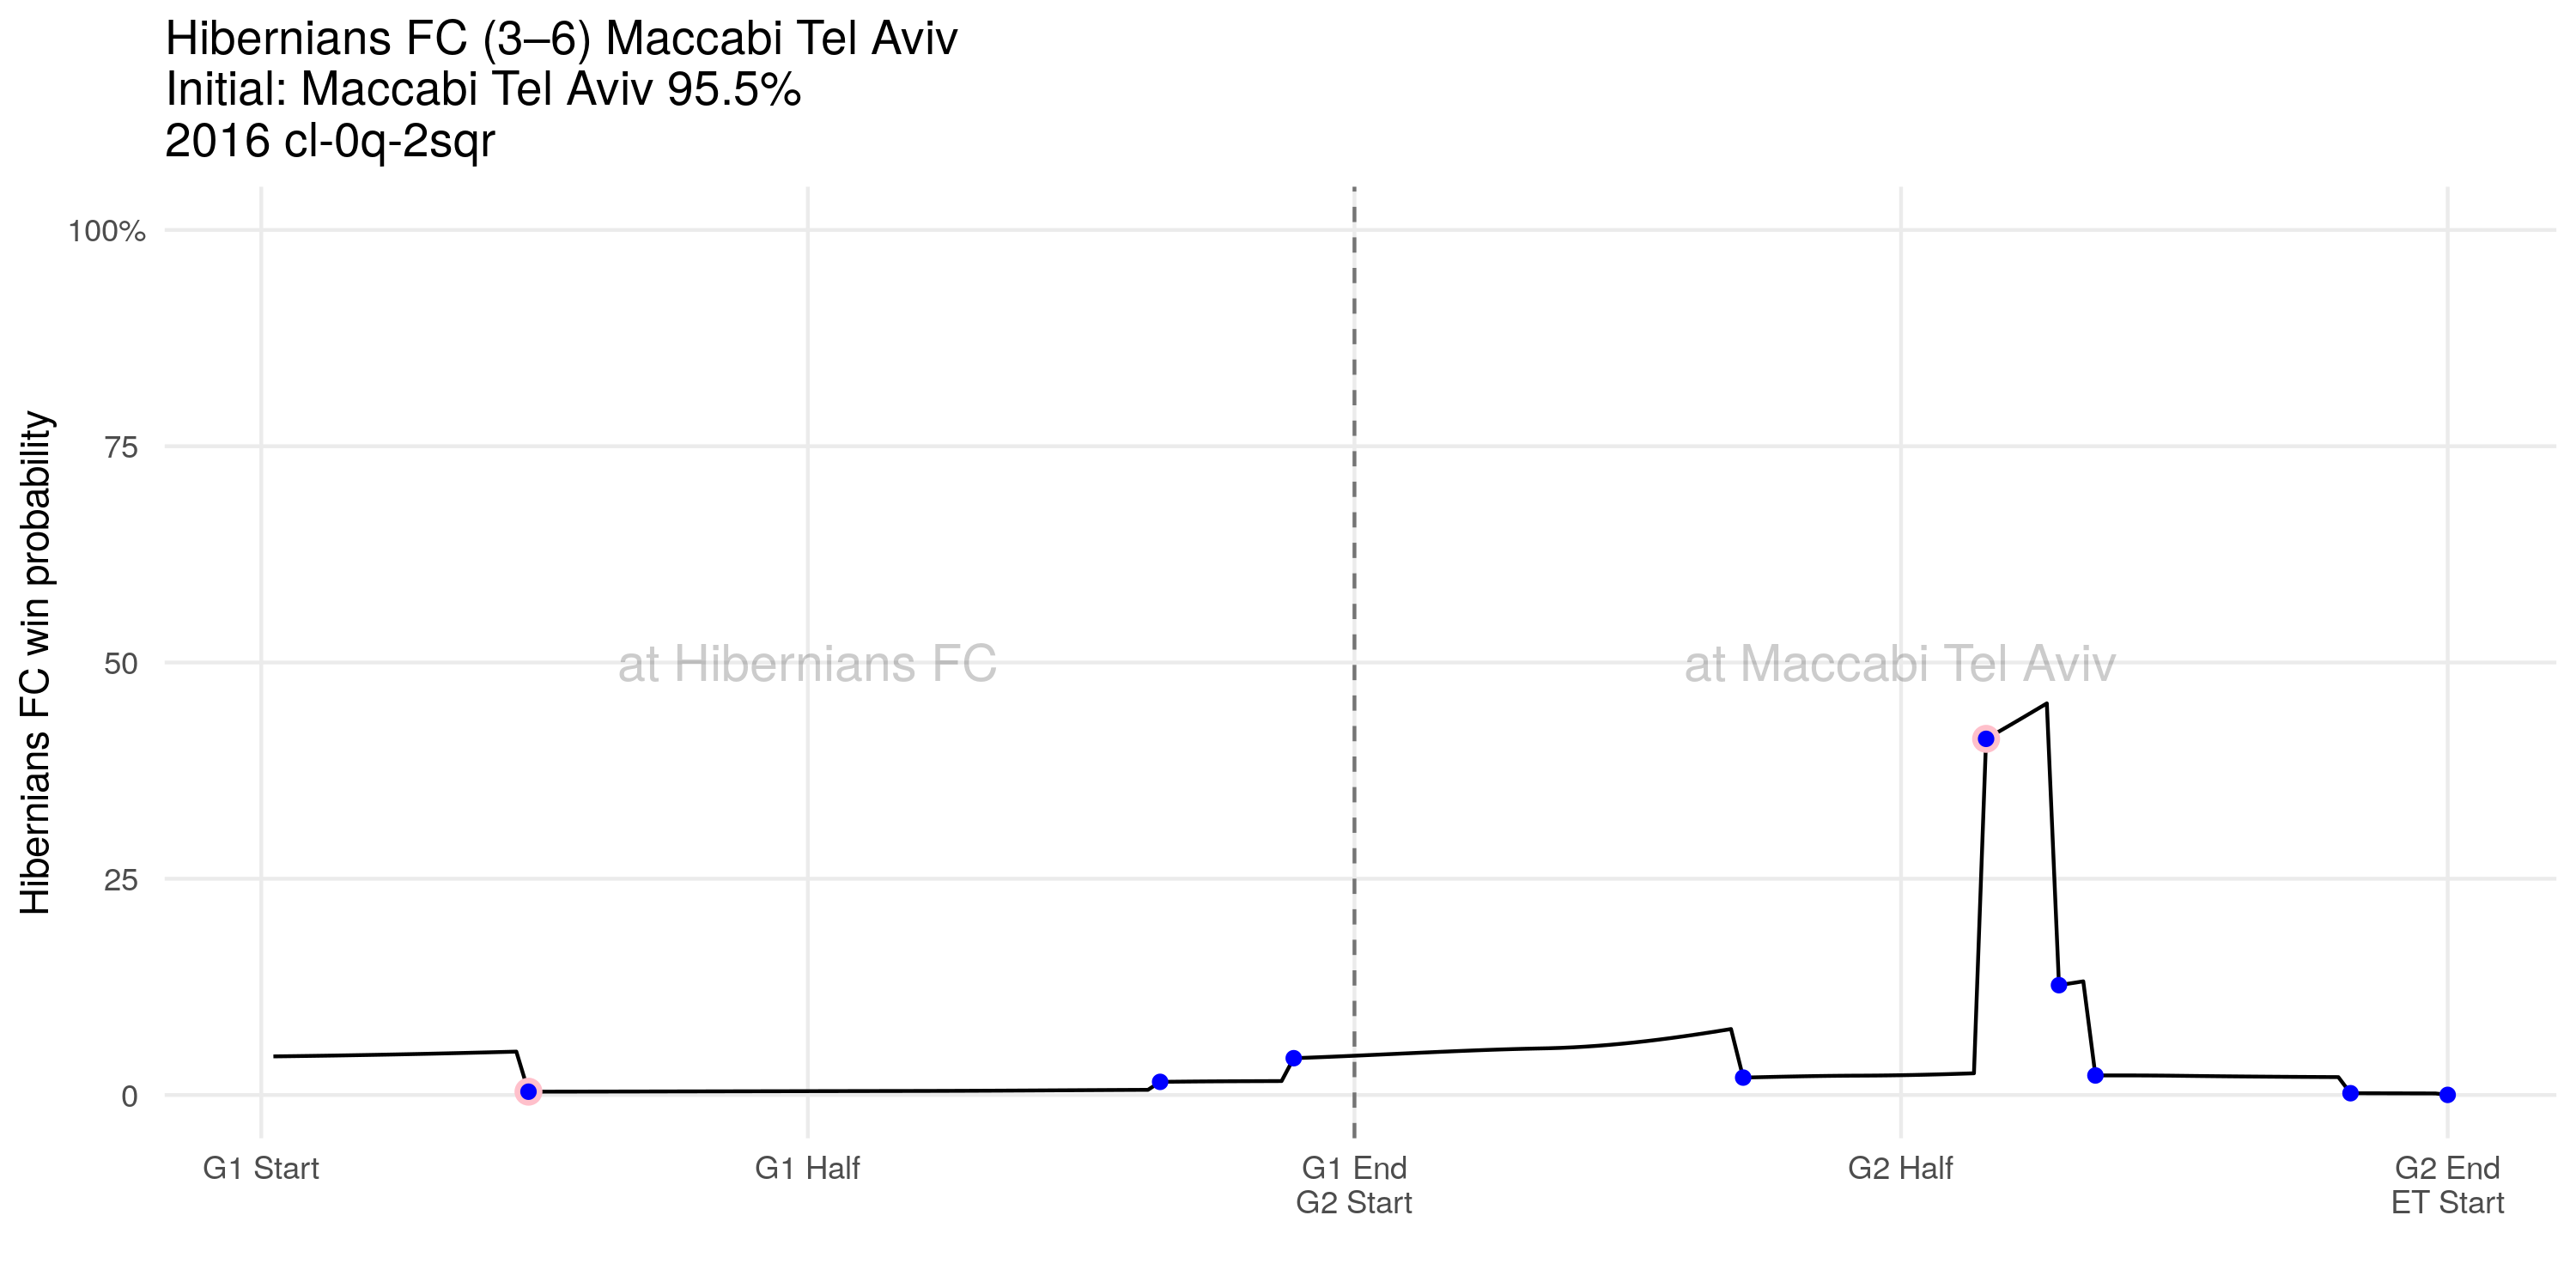 Hibernians FC (3–6) Maccabi Tel Aviv
Initial: Maccabi Tel Aviv 95.5%
2016 cl-0q-2sqr
Hibernians FC win probability
100%
75
50
25
0
at Hibernians FC
at Maccabi Tel Aviv
G1 Start
G1 Half
G1 End
G2 Start
G2 Half
G2 End
ET Start